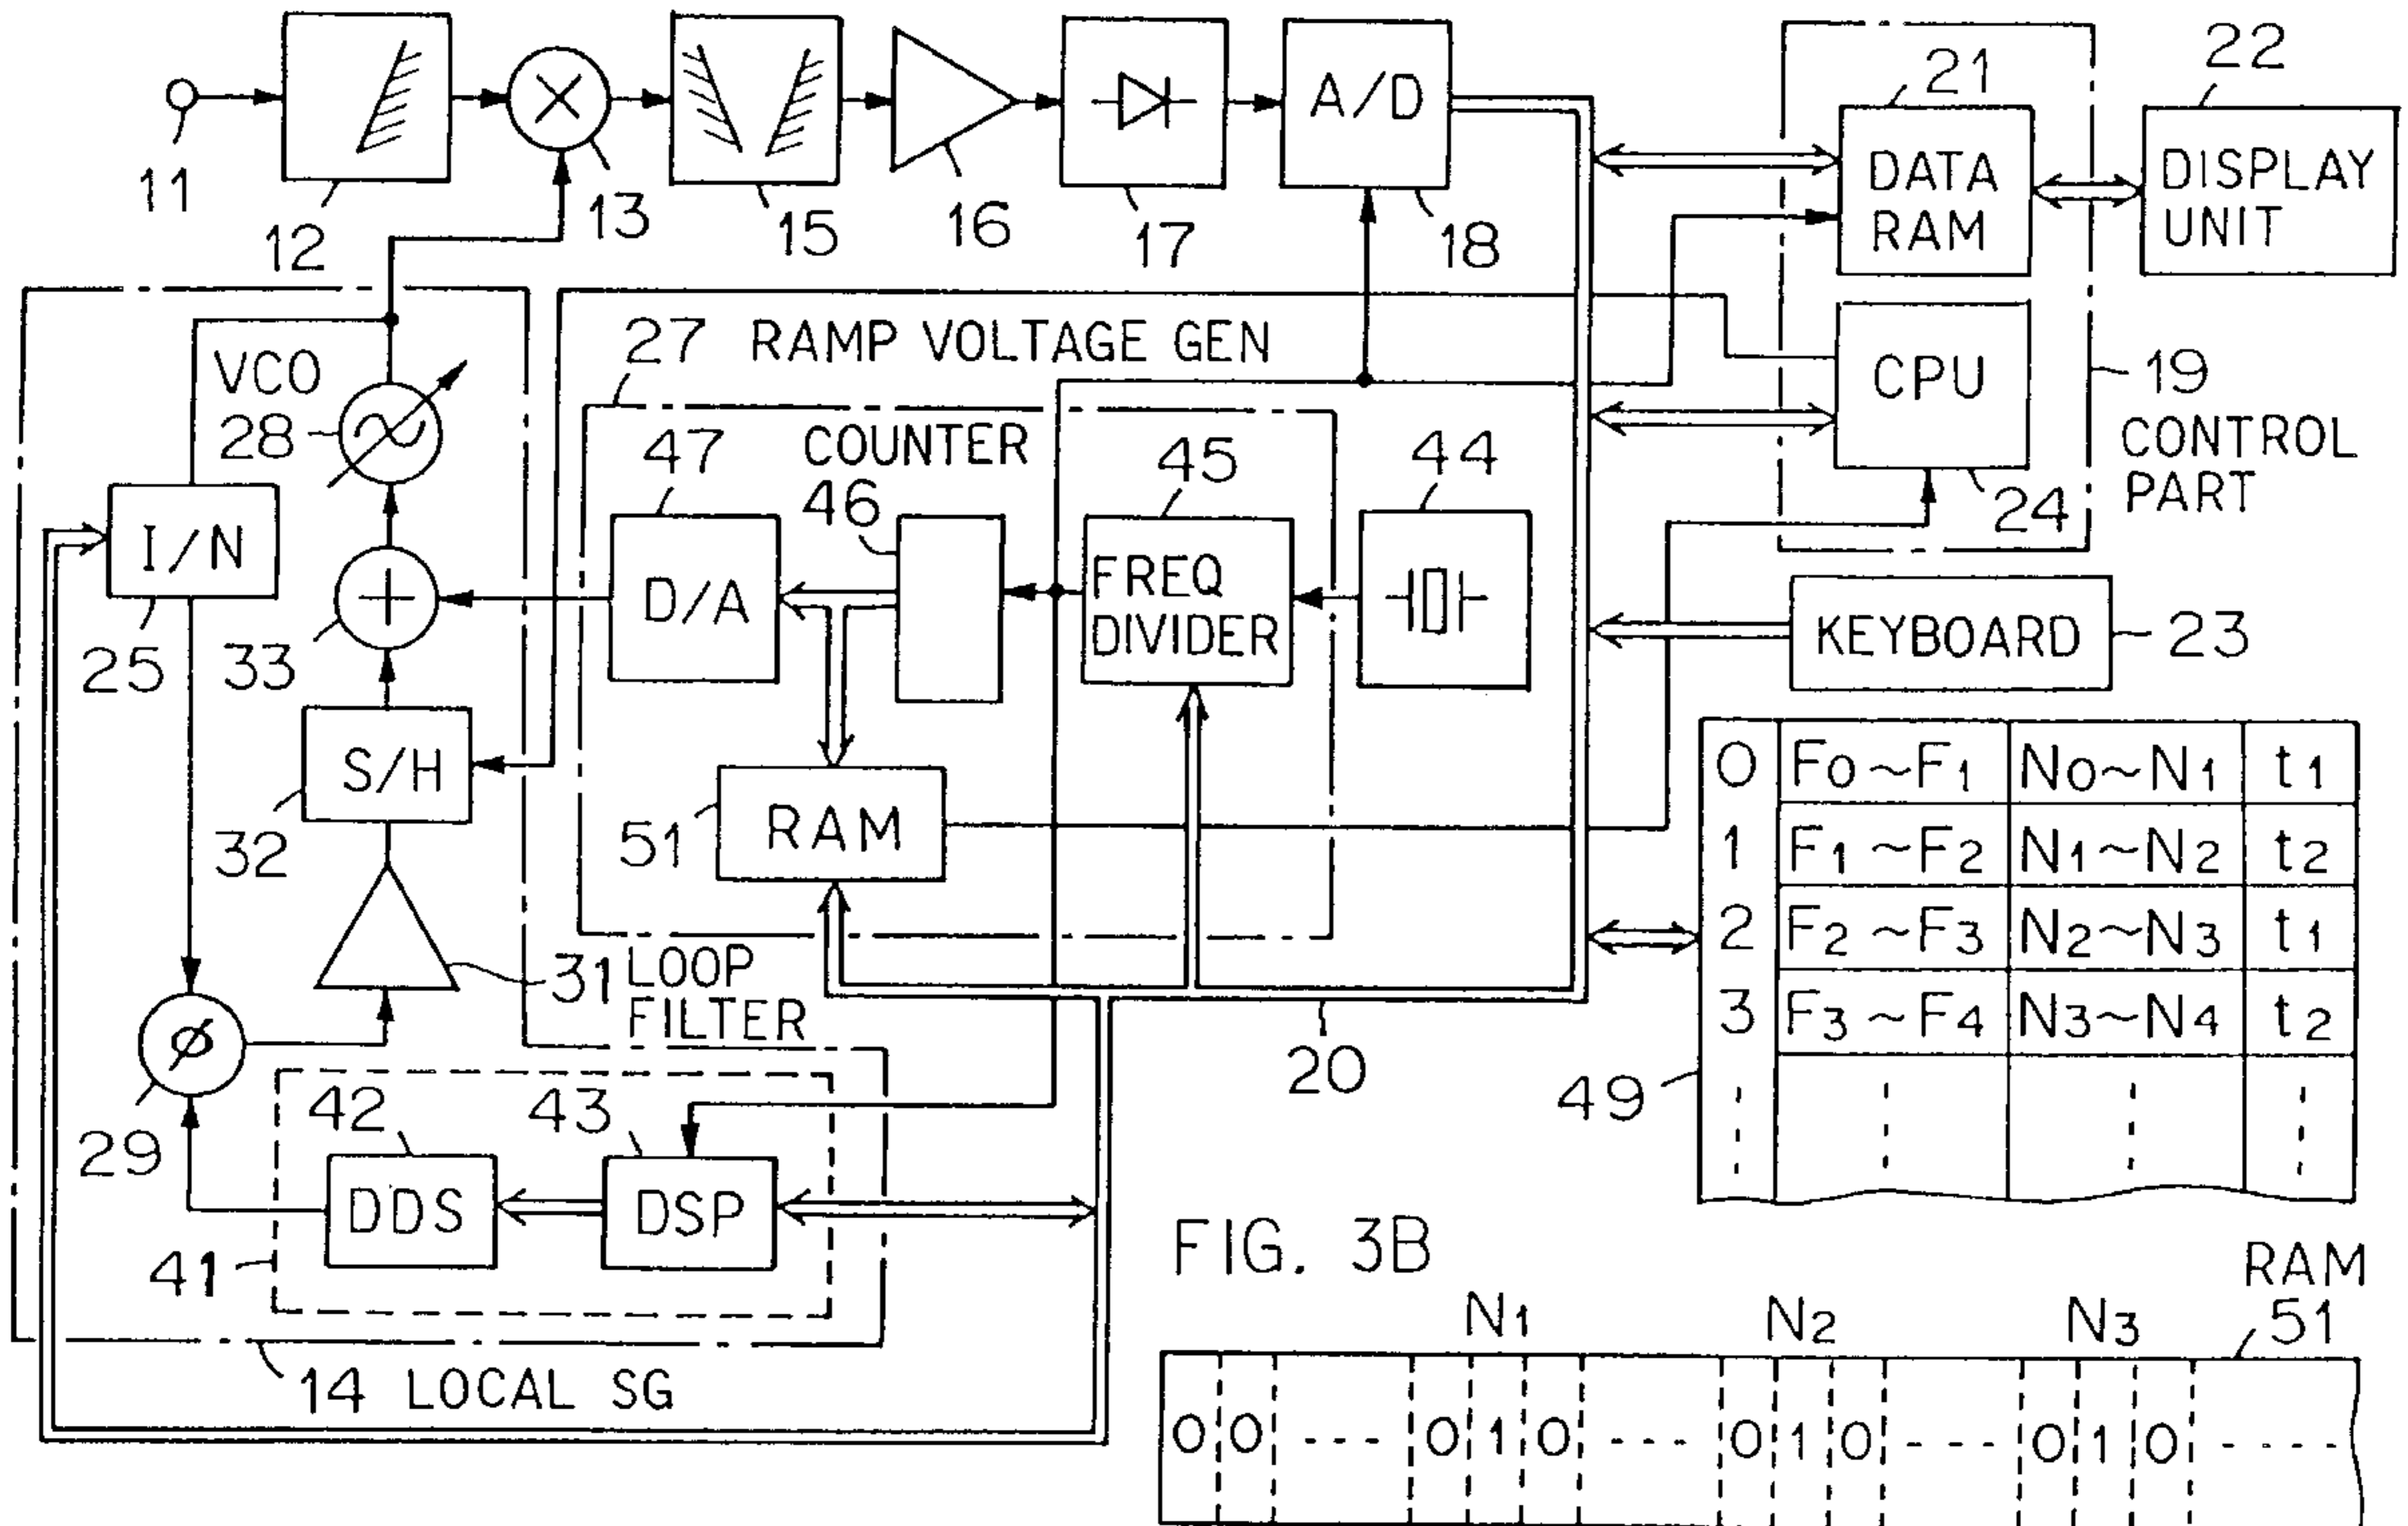 11
12
13
15
16
17
A/D
18
21
DATA
RAM
22
DISPLAY
UNIT
27 RAMP VOLTAGE GEN
CPU
24
19
CONTROL
PART
VCO
28
I/N
25
33
47
D/A
COUNTER
46
45
FREQ
DIVIDER
44
KEYBOARD
23
S/H
32
51
RAM
31
LOOP
FILTER
ϕ
29
20
42
DDS
43
DSP
41
14 LOCAL SG
49
0 F0~F1 N0~N1 t1
1 F1~F2 N1~N2 t2
2 F2~F3 N2~N3 t1
3 F3~F4 N3~N4 t2
FIG. 3B
RAM
51
N1 N2 N3
0 0 --- 0 1 0 --- 0 1 0 --- 0 1 0 ----